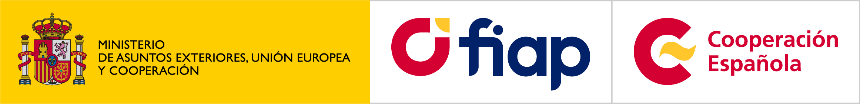 MINISTERIO
DE ASUNTOS EXTERIORES, UNIÓN EUROPEA
Y COOPERACIÓN
fiap
Cooperación
Española